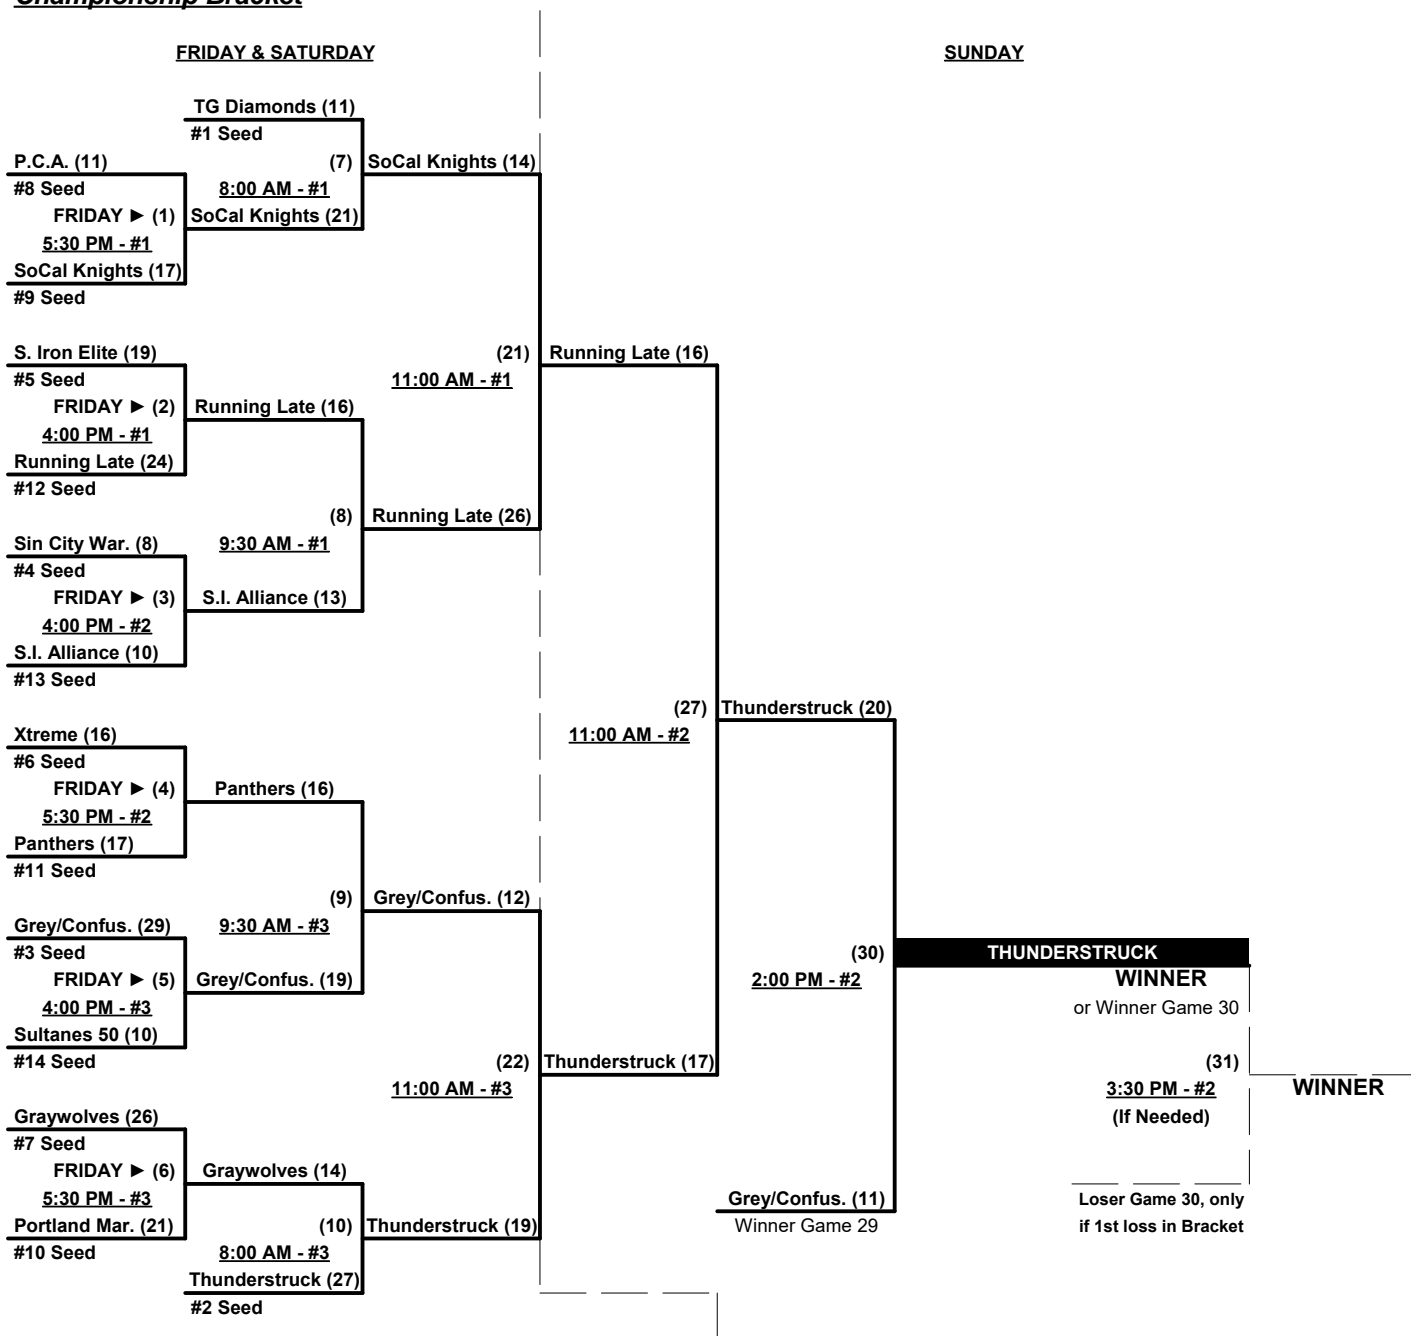 Championship Bracket
FRIDAY & SATURDAY
SUNDAY
TG Diamonds (11)
#1 Seed
P.C.A. (11)
(7)
SoCal Knights (14)
#8 Seed
8:00 AM - #1
FRIDAY ► (1)
SoCal Knights (21)
5:30 PM - #1
SoCal Knights (17)
#9 Seed
S. Iron Elite (19)
(21)
Running Late (16)
#5 Seed
11:00 AM - #1
FRIDAY ► (2)
Running Late (16)
4:00 PM - #1
Running Late (24)
#12 Seed
(8)
Running Late (26)
Sin City War. (8)
9:30 AM - #1
#4 Seed
FRIDAY ► (3)
S.I. Alliance (13)
4:00 PM - #2
S.I. Alliance (10)
#13 Seed
(27)
Thunderstruck (20)
Xtreme (16)
11:00 AM - #2
#6 Seed
FRIDAY ► (4)
Panthers (16)
5:30 PM - #2
Panthers (17)
#11 Seed
(9)
Grey/Confus. (12)
Grey/Confus. (29)
9:30 AM - #3
#3 Seed
(30)
THUNDERSTRUCK
FRIDAY ► (5)
Grey/Confus. (19)
2:00 PM - #2
WINNER
4:00 PM - #3
or Winner Game 30
Sultanes 50 (10)
#14 Seed
(22)
Thunderstruck (17)
(31)
11:00 AM - #3
3:30 PM - #2
WINNER
Graywolves (26)
(If Needed)
#7 Seed
FRIDAY ► (6)
Graywolves (14)
5:30 PM - #3
Grey/Confus. (11)
Loser Game 30, only
Portland Mar. (21)
(10)
Thunderstruck (19)
Winner Game 29
if 1st loss in Bracket
#10 Seed
8:00 AM - #3
Thunderstruck (27)
#2 Seed